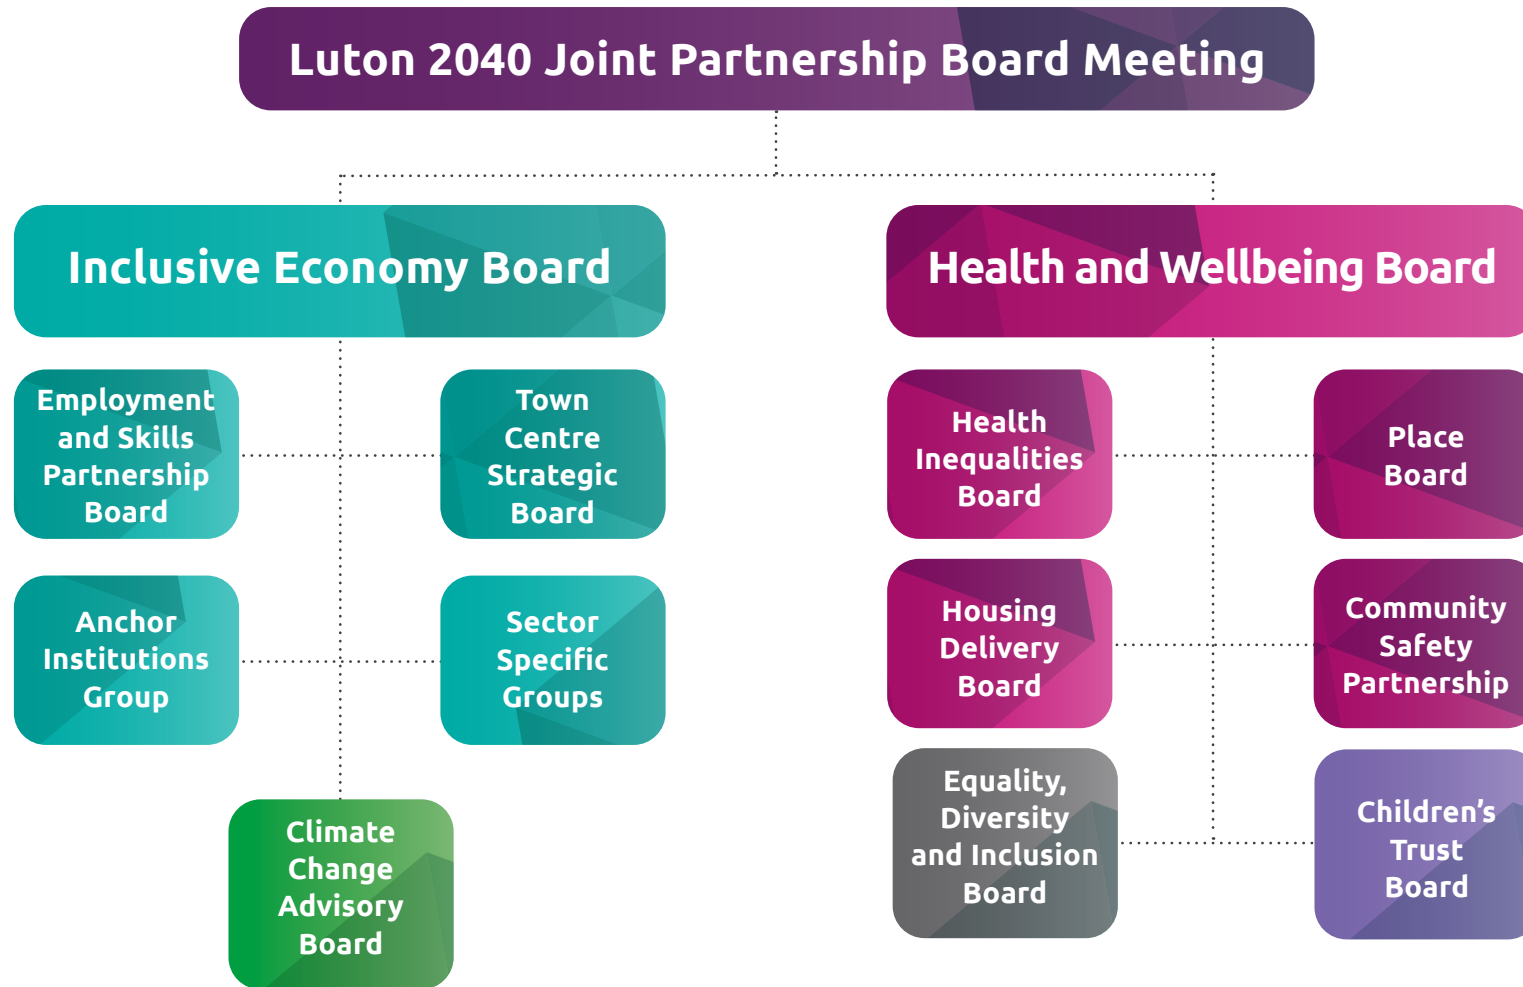 Luton 2040 Joint Partnership Board Meeting
Inclusive Economy Board
Health and Wellbeing Board
Employment
and Skills
Partnership
Board
Town
Centre
Strategic
Board
Health
Inequalities
Board
Place
Board
Anchor
Institutions
Group
Sector
Specific
Groups
Housing
Delivery
Board
Community
Safety
Partnership
Climate
Change
Advisory
Board
Equality,
Diversity
and Inclusion
Board
Children’s
Trust
Board